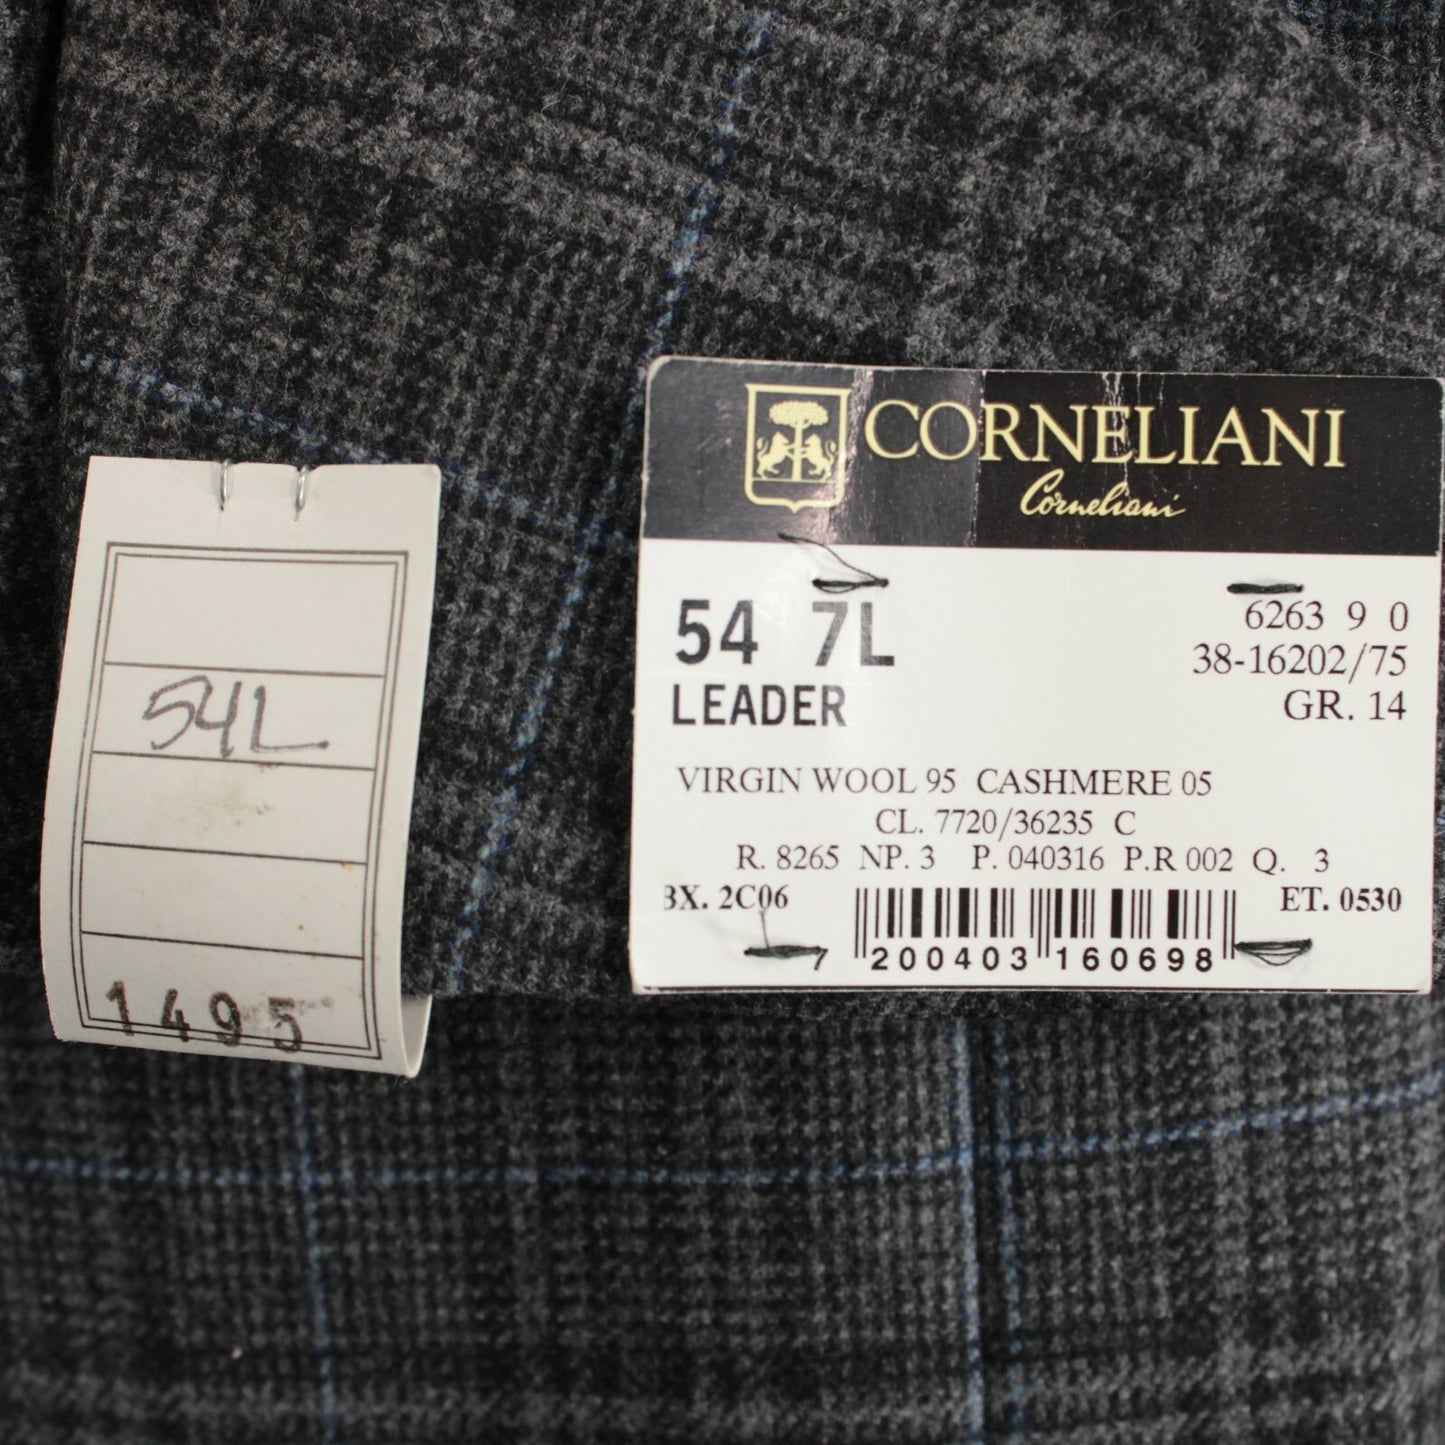 54L
1495
CORNELIANI
Corneliani
54 7L
LEADER
6263 9 0
38-16202/75
GR. 14
VIRGIN WOOL 95 CASHMERE 05
CL. 7720/36235 C
R. 8265 NP. 3 P. 040316 P.R 002 Q. 3
BX. 2C06
ET. 0530
7 200403 160698